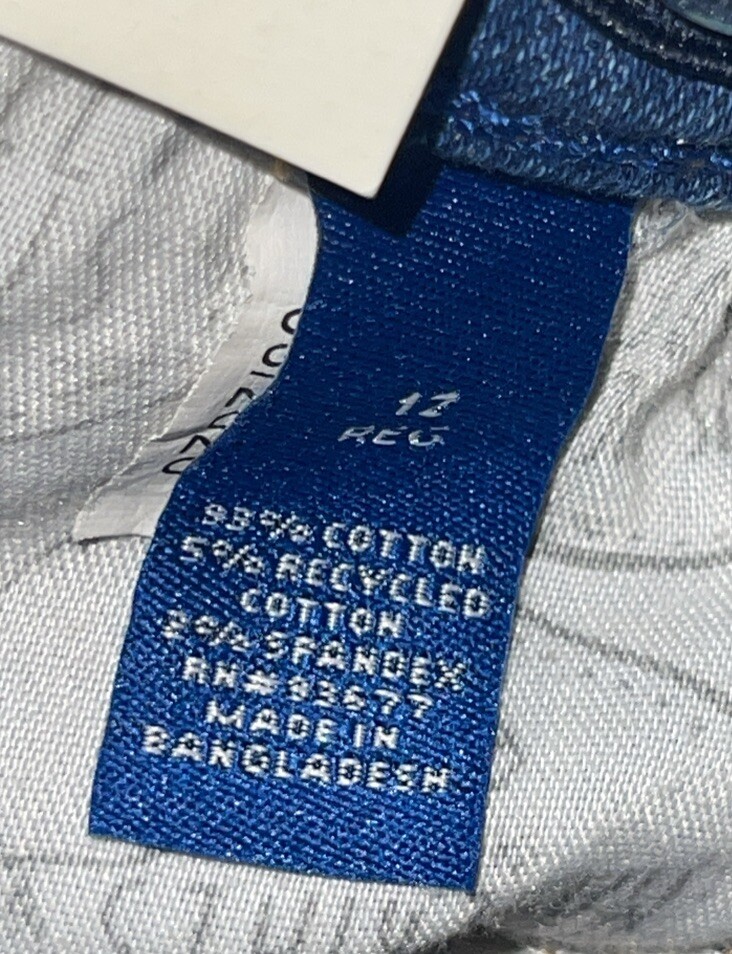 12
REG
93% COTTON
5% RECYCLED
COTTON
2% SPANDEX
RN#93677
MADE IN
BANGLADESH